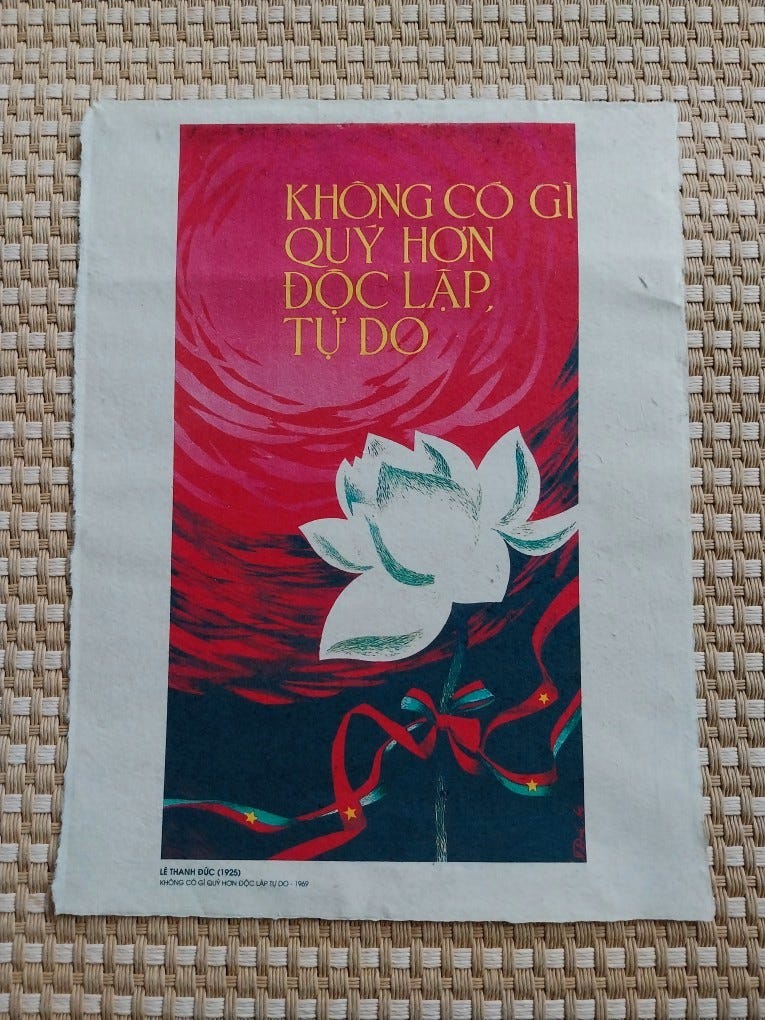 KHÔNG CÓ GÌ
QUÝ HƠN
ĐỘC LẬP,
TỰ DO
LÊ THANH ĐỨC (1925)
KHÔNG CÓ GÌ QUÝ HƠN ĐỘC LẬP TỰ DO - 1969